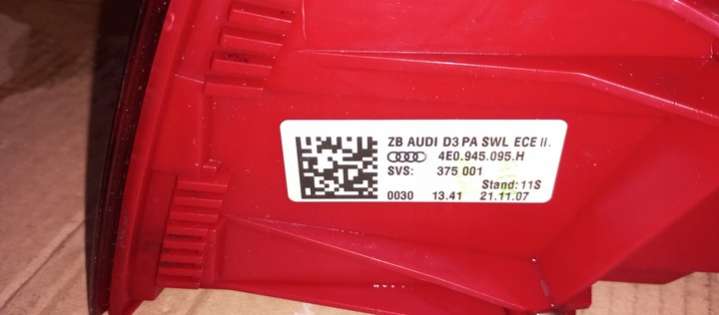 ZB AUDI D3 PA SWL ECE II.
4E0.945.095.H
SVS: 375 001
Stand: 11S
0030 13.41 21.11.07